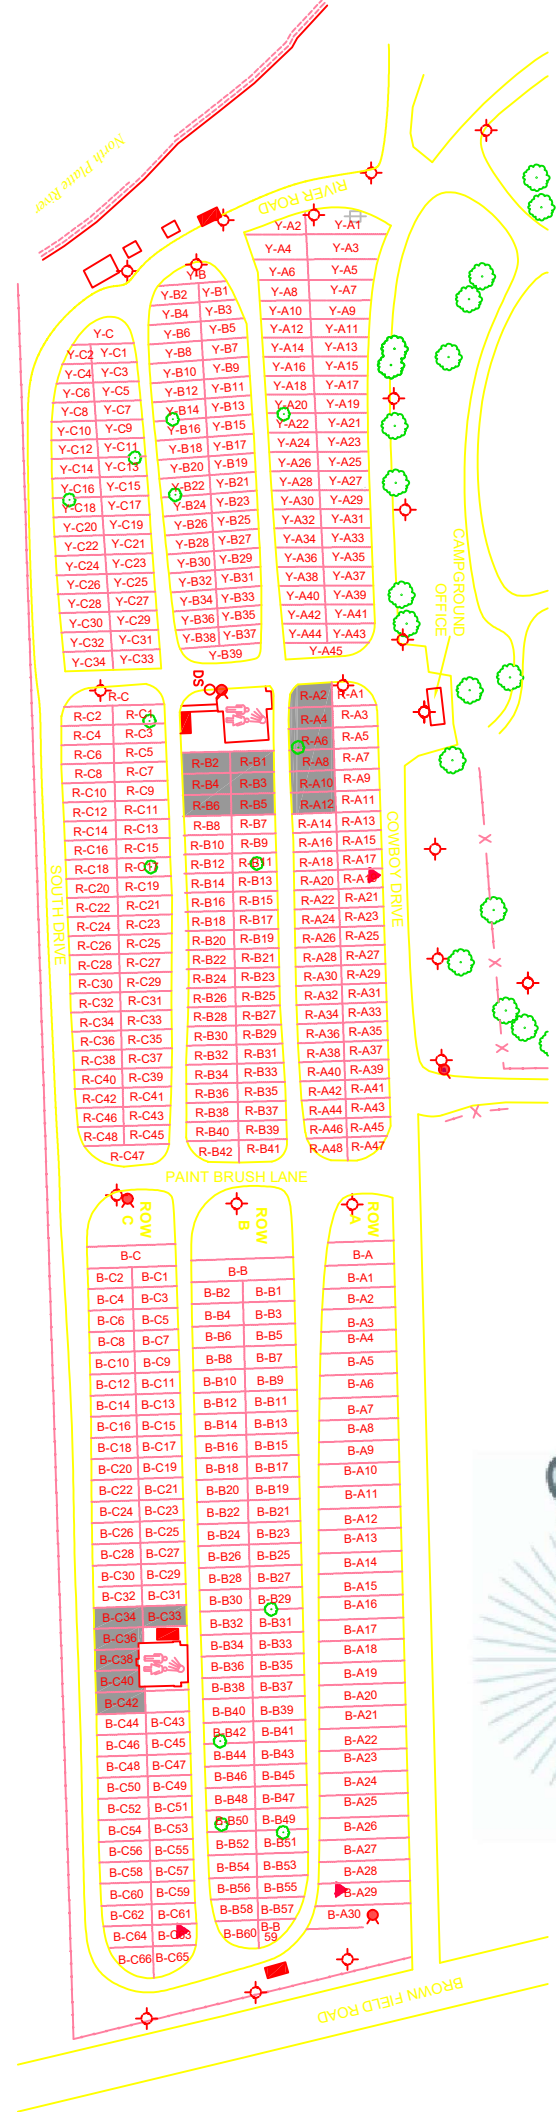 North Platte River
RIVER ROAD
Y-A2 Y-A1
Y-A4 Y-A3
Y-A6 Y-A5
Y-A8 Y-A7
Y-A10 Y-A9
Y-A12 Y-A11
Y-A14 Y-A13
Y-A16 Y-A15
Y-A18 Y-A17
Y-A20 Y-A19
Y-A22 Y-A21
Y-A24 Y-A23
Y-A26 Y-A25
Y-A28 Y-A27
Y-A30 Y-A29
Y-A32 Y-A31
Y-A34 Y-A33
Y-A36 Y-A35
Y-A38 Y-A37
Y-A40 Y-A39
Y-A42 Y-A41
Y-A44 Y-A43
Y-A45
Y-B
Y-B2 Y-B1
Y-B4 Y-B3
Y-B6 Y-B5
Y-B8 Y-B7
Y-B10 Y-B9
Y-B12 Y-B11
Y-B14 Y-B13
Y-B16 Y-B15
Y-B18 Y-B17
Y-B20 Y-B19
Y-B22 Y-B21
Y-B24 Y-B23
Y-B26 Y-B25
Y-B28 Y-B27
Y-B30 Y-B29
Y-B32 Y-B31
Y-B34 Y-B33
Y-B36 Y-B35
Y-B38 Y-B37
Y-B39
Y-C
Y-C2 Y-C1
Y-C4 Y-C3
Y-C6 Y-C5
Y-C8 Y-C7
Y-C10 Y-C9
Y-C12 Y-C11
Y-C14 Y-C13
Y-C16 Y-C15
Y-C18 Y-C17
Y-C20 Y-C19
Y-C22 Y-C21
Y-C24 Y-C23
Y-C26 Y-C25
Y-C28 Y-C27
Y-C30 Y-C29
Y-C32 Y-C31
Y-C34 Y-C33
CAMPGROUND
OFFICE
DS
R-C
R-C2 R-C1
R-C4 R-C3
R-C6 R-C5
R-C8 R-C7
R-C10 R-C9
R-C12 R-C11
R-C14 R-C13
R-C16 R-C15
R-C18 R-C17
R-C20 R-C19
R-C22 R-C21
R-C24 R-C23
R-C26 R-C25
R-C28 R-C27
R-C30 R-C29
R-C32 R-C31
R-C34 R-C33
R-C36 R-C35
R-C38 R-C37
R-C40 R-C39
R-C42 R-C41
R-C46 R-C43
R-C48 R-C45
R-C47
R-B2 R-B1
R-B4 R-B3
R-B6 R-B5
R-B8 R-B7
R-B10 R-B9
R-B12 R-B11
R-B14 R-B13
R-B16 R-B15
R-B18 R-B17
R-B20 R-B19
R-B22 R-B21
R-B24 R-B23
R-B26 R-B25
R-B28 R-B27
R-B30 R-B29
R-B32 R-B31
R-B34 R-B33
R-B36 R-B35
R-B38 R-B37
R-B40 R-B39
R-B42 R-B41
R-A2 R-A1
R-A4 R-A3
R-A6 R-A5
R-A8 R-A7
R-A10 R-A9
R-A12 R-A11
R-A14 R-A13
R-A16 R-A15
R-A18 R-A17
R-A20 R-A19
R-A22 R-A21
R-A24 R-A23
R-A26 R-A25
R-A28 R-A27
R-A30 R-A29
R-A32 R-A31
R-A34 R-A33
R-A36 R-A35
R-A38 R-A37
R-A40 R-A39
R-A42 R-A41
R-A44 R-A43
R-A46 R-A45
R-A48 R-A47
SOUTH DRIVE
COWBOY DRIVE
PAINT BRUSH LANE
ROW
C
ROW
B
ROW
A
B-C
B-C2 B-C1
B-C4 B-C3
B-C6 B-C5
B-C8 B-C7
B-C10 B-C9
B-C12 B-C11
B-C14 B-C13
B-C16 B-C15
B-C18 B-C17
B-C20 B-C19
B-C22 B-C21
B-C24 B-C23
B-C26 B-C25
B-C28 B-C27
B-C30 B-C29
B-C32 B-C31
B-C34 B-C33
B-C36
B-C38
B-C40
B-C42
B-C44 B-C43
B-C46 B-C45
B-C48 B-C47
B-C50 B-C49
B-C52 B-C51
B-C54 B-C53
B-C56 B-C55
B-C58 B-C57
B-C60 B-C59
B-C62 B-C61
B-C64 B-C63
B-C66 B-C65
B-B
B-B2 B-B1
B-B4 B-B3
B-B6 B-B5
B-B8 B-B7
B-B10 B-B9
B-B12 B-B11
B-B14 B-B13
B-B16 B-B15
B-B18 B-B17
B-B20 B-B19
B-B22 B-B21
B-B24 B-B23
B-B26 B-B25
B-B28 B-B27
B-B30 B-B29
B-B32 B-B31
B-B34 B-B33
B-B36 B-B35
B-B38 B-B37
B-B40 B-B39
B-B42 B-B41
B-B44 B-B43
B-B46 B-B45
B-B48 B-B47
B-B50 B-B49
B-B52 B-B51
B-B54 B-B53
B-B56 B-B55
B-B58 B-B57
B-B60 B-B
59
B-A
B-A1
B-A2
B-A3
B-A4
B-A5
B-A6
B-A7
B-A8
B-A9
B-A10
B-A11
B-A12
B-A13
B-A14
B-A15
B-A16
B-A17
B-A18
B-A19
B-A20
B-A21
B-A22
B-A23
B-A24
B-A25
B-A26
B-A27
B-A28
B-A29
B-A30
BROWN FIELD ROAD